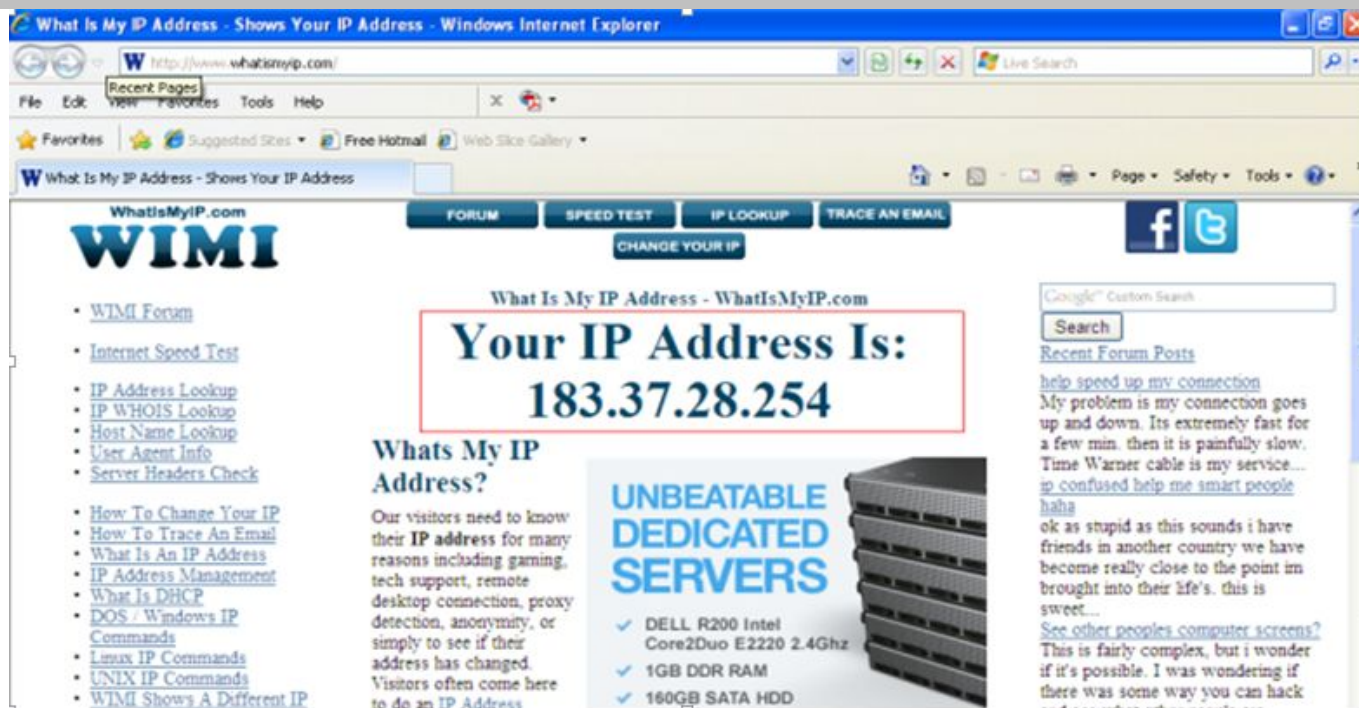 What Is My IP Address - Shows Your IP Address - Windows Internet Explorer
W http://www.whatismyip.com/
Live Search
Recent Pages
File Edit View Favorites Tools Help
Favorites Suggested Sites Free Hotmail Web Slice Gallery
W What Is My IP Address - Shows Your IP Address
Page Safety Tools
WhatIsMyIP.com
WIMI
FORUM SPEED TEST IP LOOKUP TRACE AN EMAIL
CHANGE YOUR IP
f t
WIMI Forum
Internet Speed Test
IP Address Lookup
IP WHOIS Lookup
Host Name Lookup
User Agent Info
Server Headers Check
How To Change Your IP
How To Trace An Email
What Is An IP Address
IP Address Management
What Is DHCP
DOS / Windows IP
Commands
Linux IP Commands
UNIX IP Commands
WIMI Shows A Different IP
What Is My IP Address - WhatIsMyIP.com
Your IP Address Is:
183.37.28.254
Whats My IP
Address?
Our visitors need to know
their IP address for many
reasons including gaming,
tech support, remote
desktop connection, proxy
detection, anonymity, or
simply to see if their
address has changed.
Visitors often come here
to do an IP Address
UNBEATABLE
DEDICATED
SERVERS
DELL R200 Intel
Core2Duo E2220 2.4Ghz
1GB DDR RAM
160GB SATA HDD
Google™ Custom Search
Search
Recent Forum Posts
help speed up my connection
My problem is my connection goes
up and down. Its extremely fast for
a few min. then it is painfully slow.
Time Warner cable is my service...
ip confused help me smart people
haha
ok as stupid as this sounds i have
friends in another country we have
become really close to the point im
brought into their life's. this is
sweet...
See other peoples computer screens?
This is fairly complex, but i wonder
if it's possible. I was wondering if
there was some way you can hack